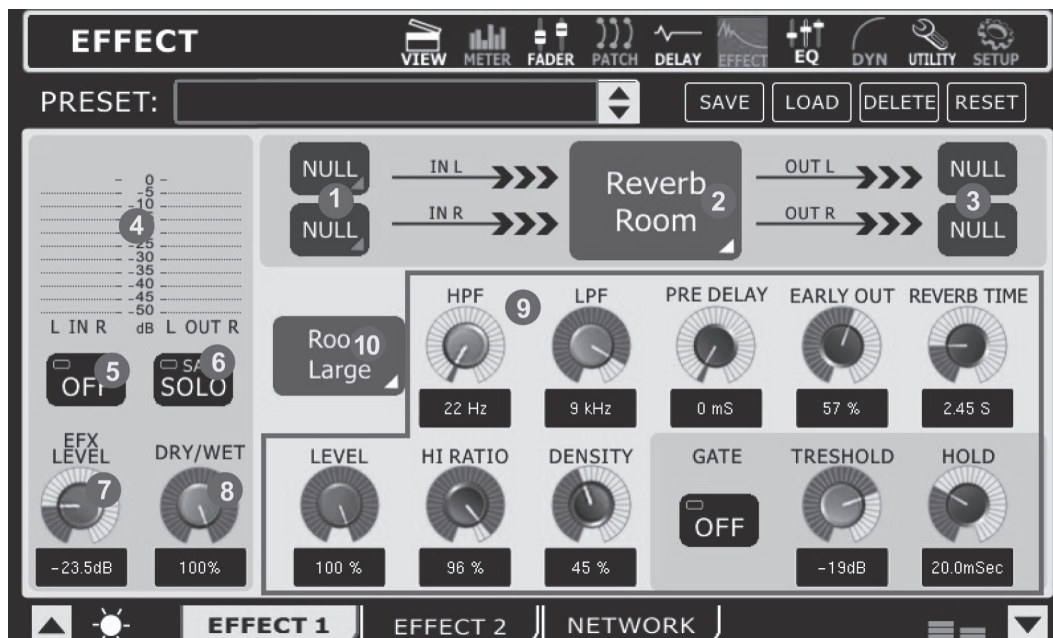 EFFECT
VIEW METER FADER PATCH DELAY EFFECT EQ DYN UTILITY SETUP
PRESET: SAVE LOAD DELETE RESET
NULL IN L Reverb Room OUT L NULL
1 2 3
NULL IN R OUT R NULL
4
0
-5
-10
-25
-30
-35
-40
-45
-50
L IN R dB L OUT R
5 OFF
6 SOLO
EFX LEVEL DRY/WET
7 8
-23.5dB 100%
10
Large
9
HPF LPF PRE DELAY EARLY OUT REVERB TIME
22 Hz 9 kHz 0 mS 57 % 2.45 S
LEVEL HI RATIO DENSITY GATE TRESHOLD HOLD
OFF
100 % 96 % 45 % -19dB 20.0mSec
EFFECT 1 EFFECT 2 NETWORK